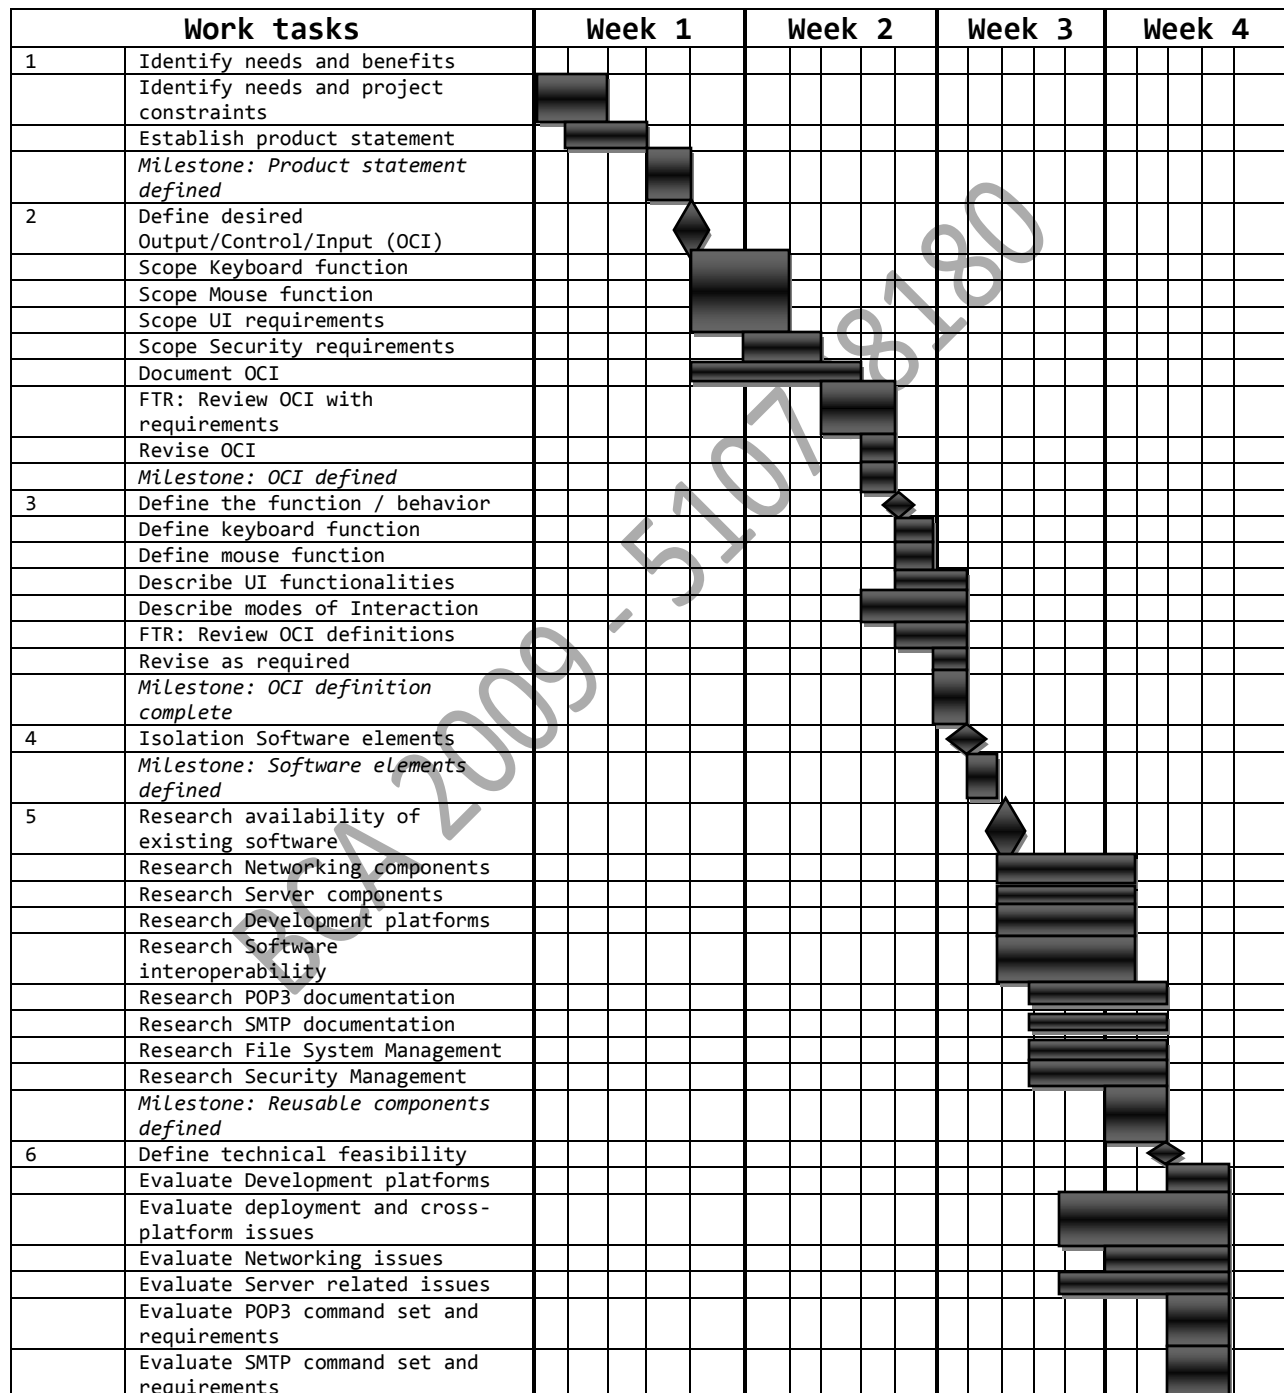 Work tasks Week 1 Week 2 Week 3 Week 4
1 Identify needs and benefits
Identify needs and project
constraints
Establish product statement
Milestone: Product statement
defined
2 Define desired
Output/Control/Input (OCI)
Scope Keyboard function
Scope Mouse function
Scope UI requirements
Scope Security requirements
Document OCI
FTR: Review OCI with
requirements
Revise OCI
Milestone: OCI defined
3 Define the function / behavior
Define keyboard function
Define mouse function
Describe UI functionalities
Describe modes of Interaction
FTR: Review OCI definitions
Revise as required
Milestone: OCI definition
complete
4 Isolation Software elements
Milestone: Software elements
defined
5 Research availability of
existing software
Research Networking components
Research Server components
Research Development platforms
Research Software
interoperability
Research POP3 documentation
Research SMTP documentation
Research File System Management
Research Security Management
Milestone: Reusable components
defined
6 Define technical feasibility
Evaluate Development platforms
Evaluate deployment and cross-
platform issues
Evaluate Networking issues
Evaluate Server related issues
Evaluate POP3 command set and
requirements
Evaluate SMTP command set and
requirements
BCA 2009 - 5107 8180